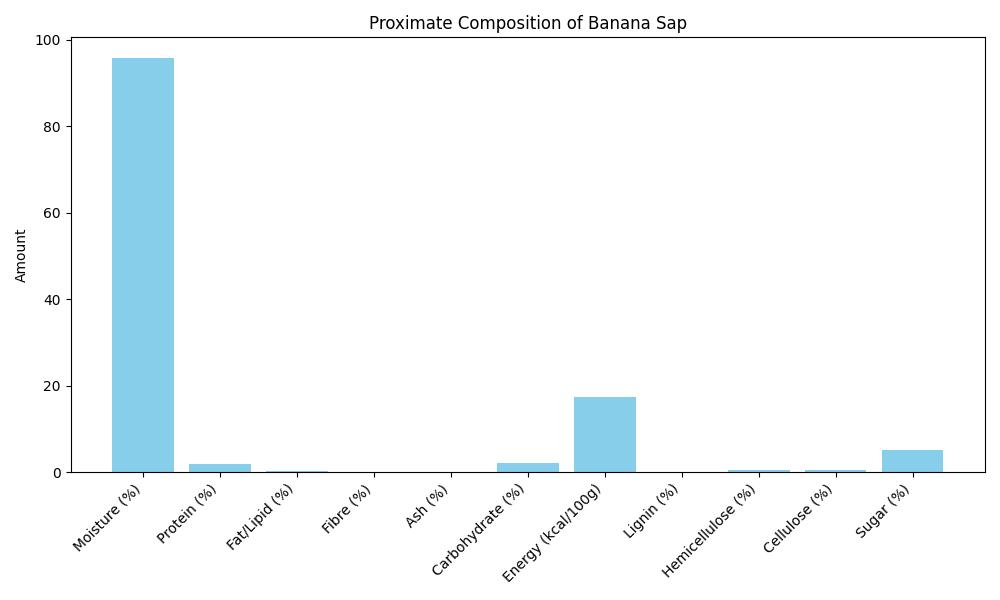 Proximate Composition of Banana Sap
100
80
60
40
20
0
Amount
Moisture (%)
Protein (%)
Fat/Lipid (%)
Fibre (%)
Ash (%)
Carbohydrate (%)
Energy (kcal/100g)
Lignin (%)
Hemicellulose (%)
Cellulose (%)
Sugar (%)